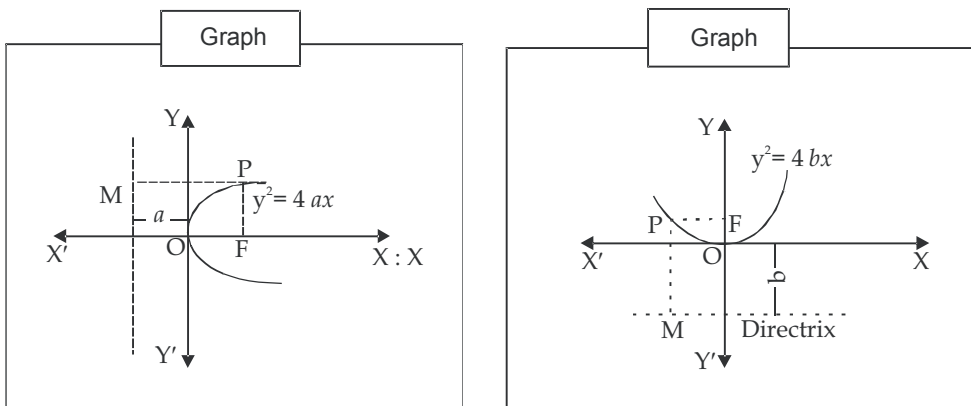 Graph
Y
P
M
y² = 4 ax
a
X′
O
F
X : X
Y′
Graph
Y
y² = 4 bx
P
F
X′
O
X
b
M
Directrix
Y′